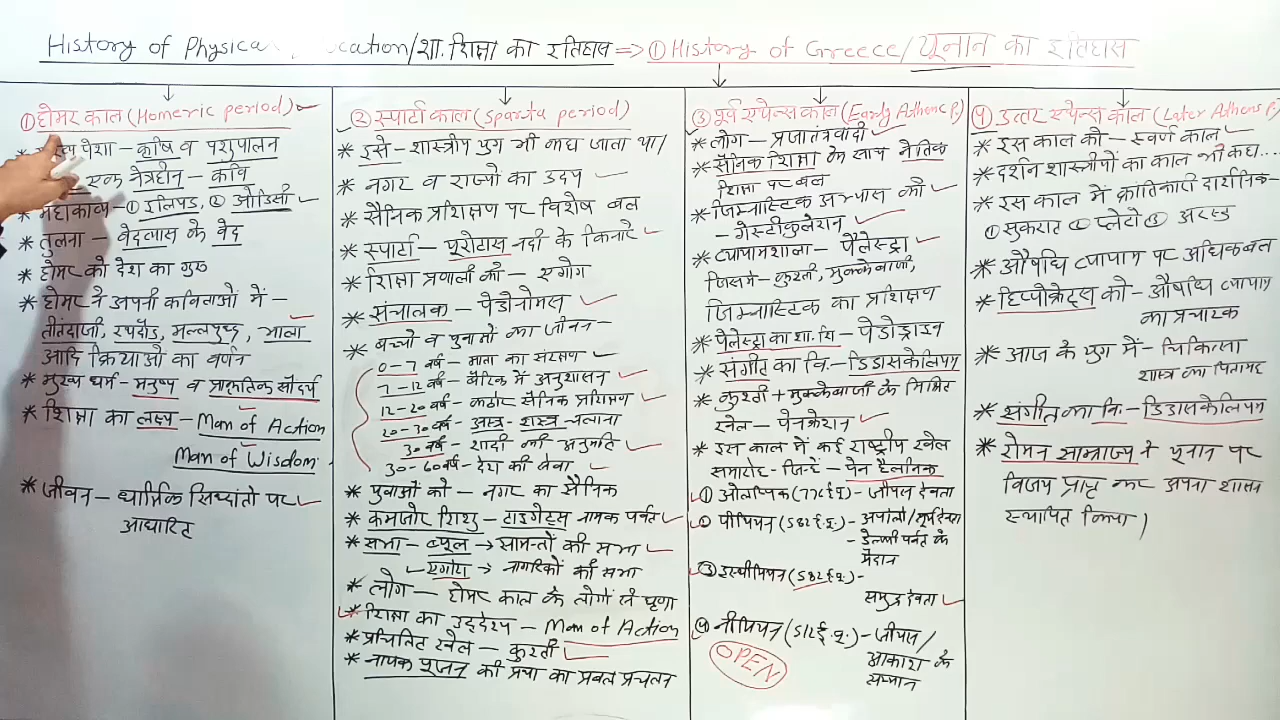 History of Physica cation/शा. शिक्षा का इतिहास ⇒ ① History of Greece/यूनान का इतिहास
① होमर काल (Homeric period)
पेशा - कृषि व पशुपालन
एक नेत्रहीन - कवि
* महाकाव्य - ① इलियड, ② ओडिसी
* तुलना - वेदव्यास के वेद
* होमर को देश का गुरु
* होमर ने अपनी कविताओं में -
तीरंदाजी, रथदौड़, मल्लयुद्ध, भाला
आदि क्रियाओं का वर्णन
* मुख्य धर्म - मनुष्य व प्राकृतिक सौंदर्य
* शिक्षा का लक्ष्य - Man of Action
Man of Wisdom.
* जीवन - धार्मिक सिध्दांतो पर
आधारित
② स्पार्टा काल (Sparta period)
* इसे - शास्त्रीय युग भी कहा जाता था।
* नगर व राज्यो का उदय
* सैनिक प्रशिक्षण पर विशेष बल
* स्पार्टा - यूरोटास नदी के किनारे
* शिक्षा प्रणाली को - एगोग
* संचालक - पेडोनोमस
* बच्चो व युवाओ का जीवन -
0-7 वर्ष - माता का संरक्षण
7-12 वर्ष - बैरिक में अनुशासन
12-20 वर्ष - कठोर सैनिक प्रशिक्षण
20-30 वर्ष - अस्त्र-शस्त्र चलाना
30 वर्ष - शादी की अनुमति
30-60 वर्ष - देश की सेवा
* युवाओं को - नगर का सैनिक
* कमजोर शिशु - टाइगेट्स नामक पर्वत
* सभा - ब्यूल → सामन्तों की सभा
एगोरा → नागरिकों की सभा
* लोग - होमर काल के लोगों से घृणा
* शिक्षा का उद्देश्य - Man of Action
* प्रचलित खेल - कुश्ती
* नायक पूजन की प्रथा का प्रबल प्रचलन
③ पूर्व एथेन्स काल (Early Athens P)
* लोग - प्रजातंत्रवादी
* सैनिक शिक्षा के साथ नैतिक
शिक्षा पर बल
* जिम्नास्टिक अभ्यास को
- गेस्टीकुलेशन
* व्यायामशाला - पैलेस्ट्रा
जिसमे - कुश्ती, मुक्केबाजी,
जिम्नास्टिक का प्रशिक्षण
* पैलेस्ट्रा का शा. शि - पेडोट्राइव
* संगीत का वि. - डिडासकेलियम
* कुश्ती + मुक्केबाजी के मिश्रित
खेल - पेनक्रेशन
* इस काल में कई राष्ट्रीय खेल
समारोह - जिन्हें - पेन हैलनिक
① ओलम्पिक (776 ई.पू.) - जीयस देवता
② पीथियन (582 ई.पू.) - अपोलो/सूर्य देवता
- डेल्फी पर्वत के
मैदान
③ इस्थीमियन (582 ई.पू.) -
समुद्र देवता
④ नीमियन (512 ई.पू.) - जीयस/
आकाश के
सम्मान
OPEN
④ उत्तर एथेन्स काल (Later Athens P)
* इस काल को - स्वर्ण काल
* दर्शन शास्त्रीयों का काल भी कहा....
* इस काल में क्रांतिकारी दार्शनिक -
① सुकरात ② प्लेटो ③ अरस्तु
* औषधि व्यायाम पर अधिक बल
* हिप्पोक्रेट्स को - औषधि व्यायाम
का प्रचारक
* आज के युग में - चिकित्सा
शास्त्र का पितामह
* संगीत का वि. - डिडासकेलियम
* रोमन साम्राज्य ने यूनान पर
विजय प्राप्त कर अपना शासन
स्थापित किया।